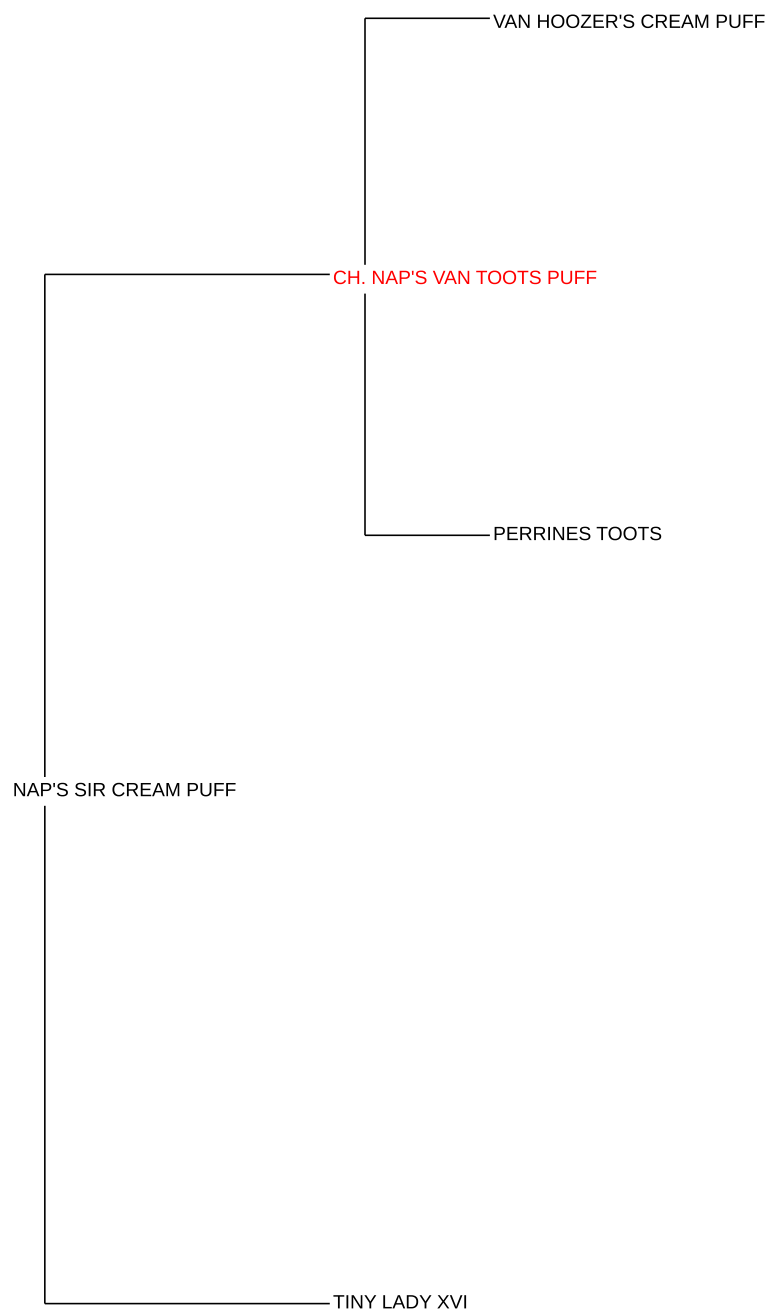 VAN HOOZER'S CREAM PUFF
CH. NAP'S VAN TOOTS PUFF
PERRINES TOOTS
NAP'S SIR CREAM PUFF
TINY LADY XVI